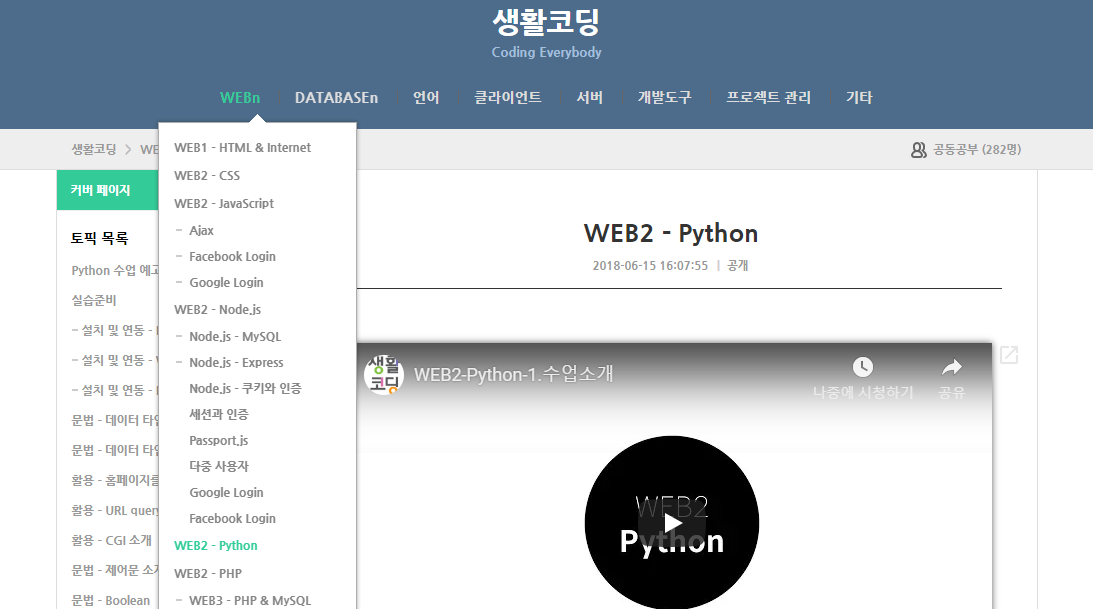 생활코딩
Coding Everybody
WEBn DATABASEn 언어 클라이언트 서버 개발도구 프로젝트 관리 기타
생활코딩 > WE
공동공부 (282명)
커버 페이지
토픽 목록
Python 수업 예고
실습준비
- 설치 및 연동 -
- 설치 및 연동 -
- 설치 및 연동 -
문법 - 데이터 타입
문법 - 데이터 타입
활용 - 홈페이지를
활용 - URL query
활용 - CGI 소개
문법 - 제어문 소개
문법 - Boolean
WEB1 - HTML & Internet
WEB2 - CSS
WEB2 - JavaScript
- Ajax
- Facebook Login
- Google Login
WEB2 - Node.js
- Node.js - MySQL
- Node.js - Express
Node.js - 쿠키와 인증
세션과 인증
Passport.js
다중 사용자
Google Login
Facebook Login
WEB2 - Python
WEB2 - PHP
- WEB3 - PHP & MySQL
WEB2 - Python
2018-06-15 16:07:55 | 공개
생활
코딩
WEB2-Python-1.수업소개
나중에 시청하기 공유
WEB2
Python